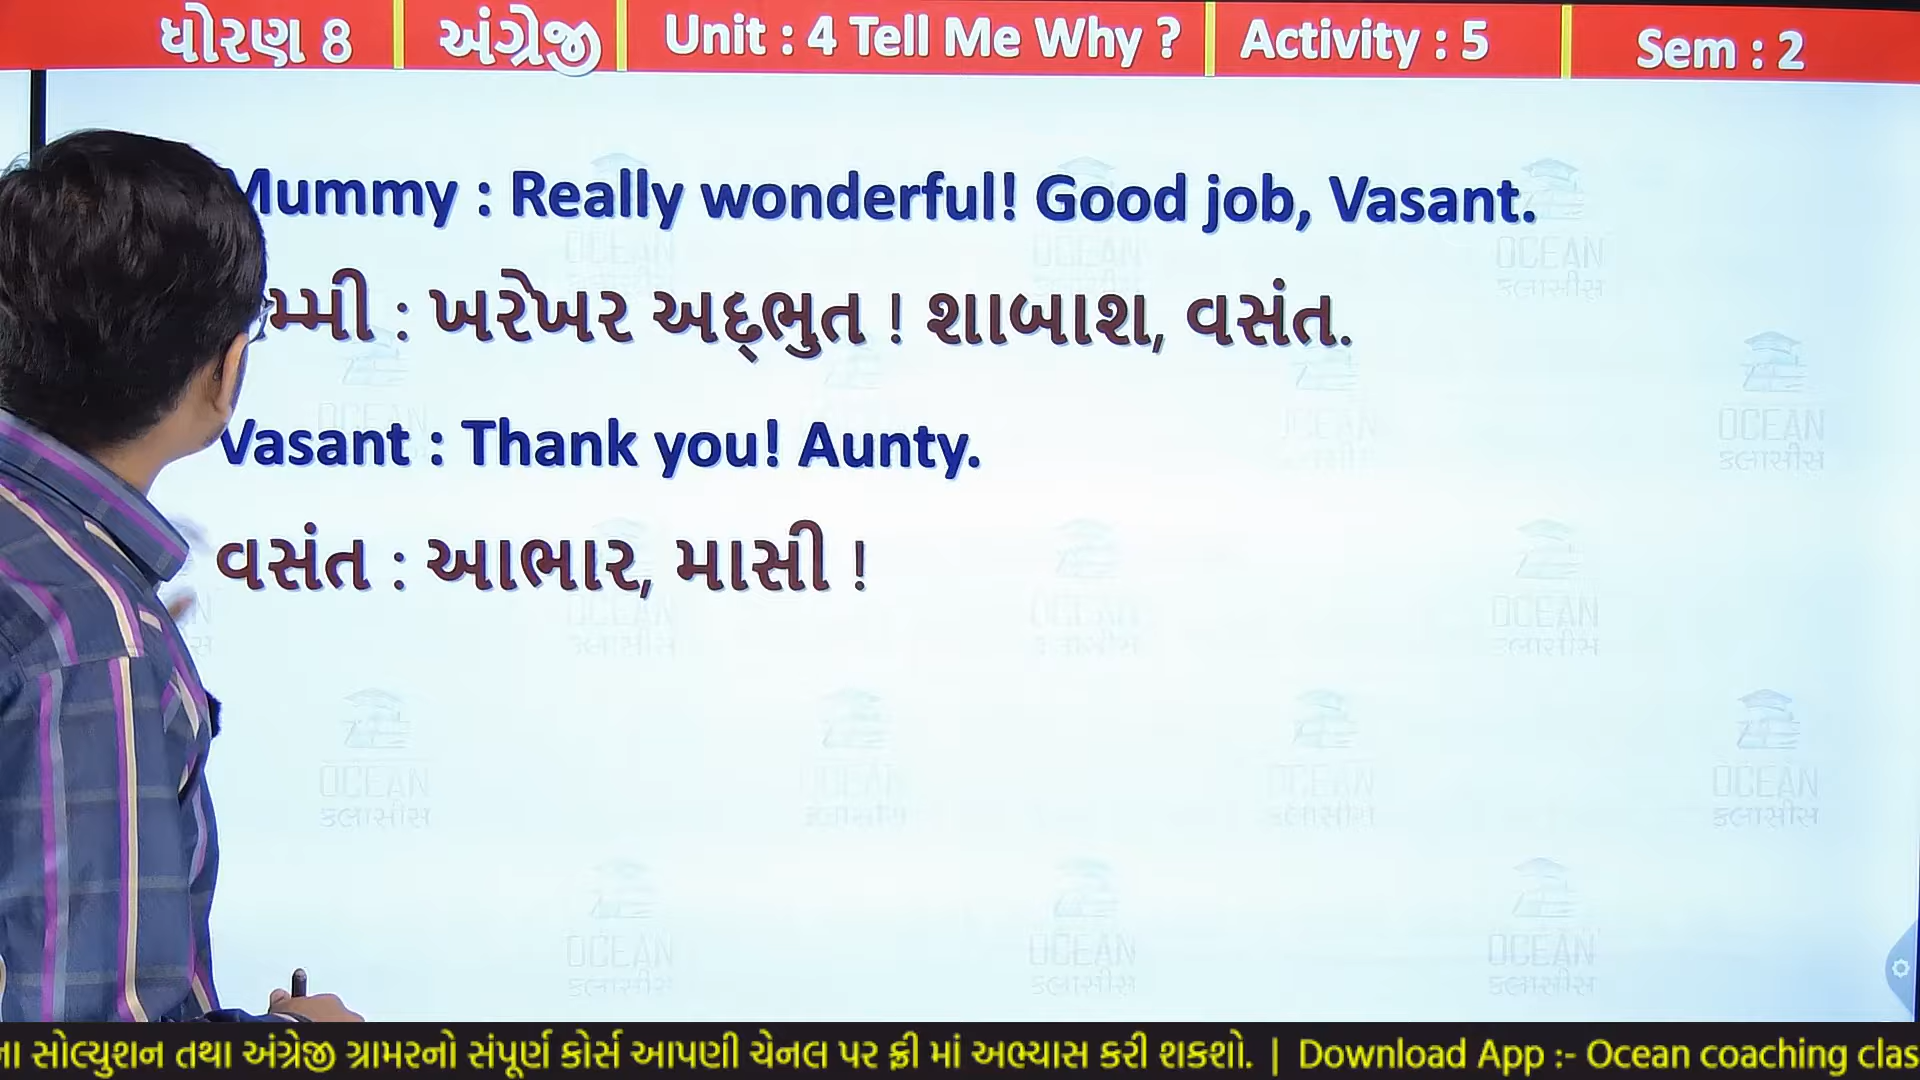 ધોરણ 8 અંગ્રેજી Unit : 4 Tell Me Why ? Activity : 5 Sem : 2
Mummy : Really wonderful! Good job, Vasant.
મમ્મી : ખરેખર અદ્ભુત ! શાબાશ, વસંત.
Vasant : Thank you! Aunty.
વસંત : આભાર, માસી !
OCEAN
ક્લાસીસ
ના સોલ્યુશન તથા અંગ્રેજી ગ્રામરનો સંપૂર્ણ કોર્સ આપણી ચેનલ પર ફ્રી માં અભ્યાસ કરી શકશો. | Download App :- Ocean coaching clas